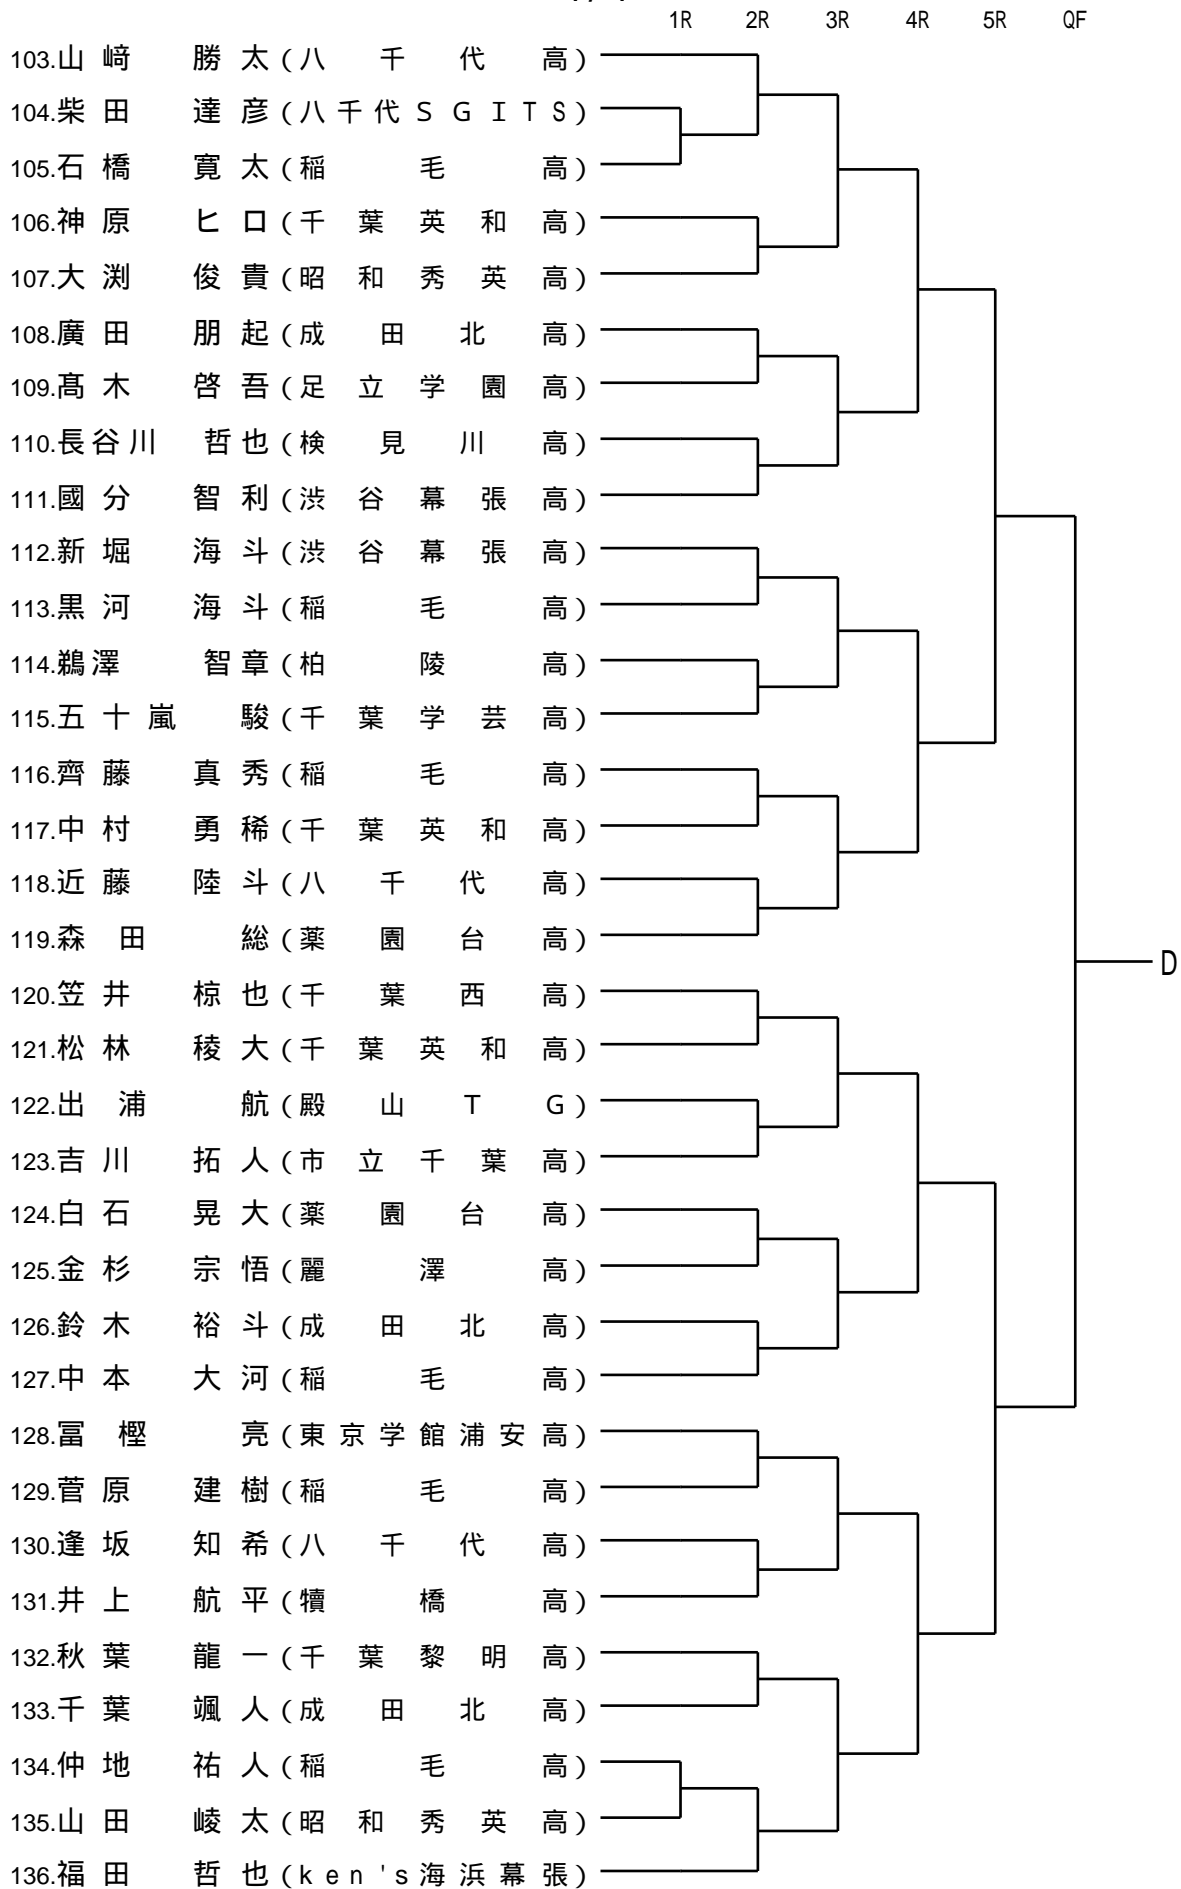 1R 2R 3R 4R 5R QF
103.山﨑 勝太(八千代高)
104.柴田 達彦(八千代SGITS)
105.石橋 寛太(稲毛高)
106.神原 ヒロ(千葉英和高)
107.大渕 俊貴(昭和秀英高)
108.廣田 朋起(成田北高)
109.髙木 啓吾(足立学園高)
110.長谷川 哲也(検見川高)
111.國分 智利(渋谷幕張高)
112.新堀 海斗(渋谷幕張高)
113.黒河 海斗(稲毛高)
114.鵜澤 智章(柏陵高)
115.五十嵐 駿(千葉学芸高)
116.齊藤 真秀(稲毛高)
117.中村 勇稀(千葉英和高)
118.近藤 陸斗(八千代高)
119.森田 総(薬園台高)
D
120.笠井 椋也(千葉西高)
121.松林 稜大(千葉英和高)
122.出浦 航(殿山TG)
123.吉川 拓人(市立千葉高)
124.白石 晃大(薬園台高)
125.金杉 宗悟(麗澤高)
126.鈴木 裕斗(成田北高)
127.中本 大河(稲毛高)
128.冨樫 亮(東京学館浦安高)
129.菅原 建樹(稲毛高)
130.逢坂 知希(八千代高)
131.井上 航平(犢橋高)
132.秋葉 龍一(千葉黎明高)
133.千葉 颯人(成田北高)
134.仲地 祐人(稲毛高)
135.山田 崚太(昭和秀英高)
136.福田 哲也(ken's海浜幕張)